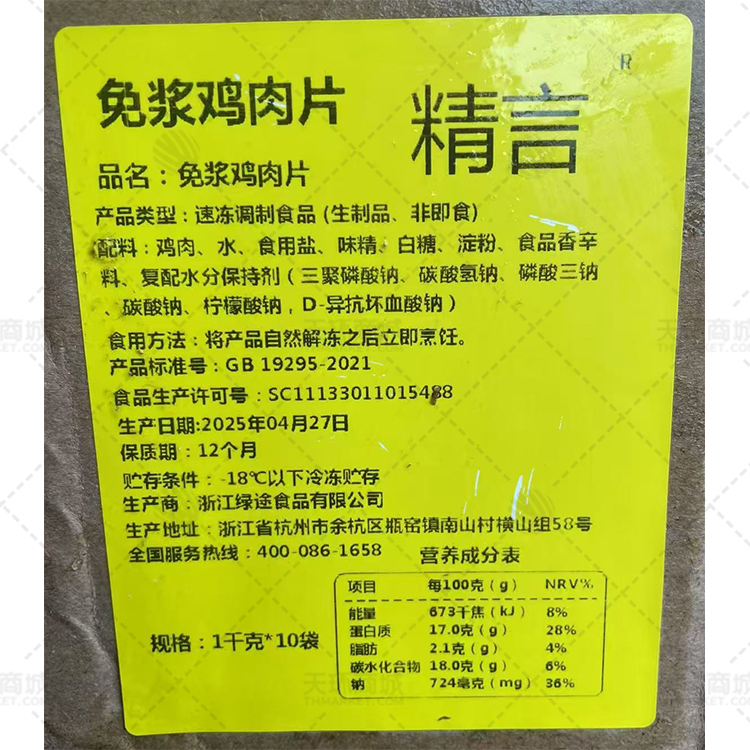 免浆鸡肉片
精言
R
品名：免浆鸡肉片
产品类型：速冻调制食品(生制品、非即食)
配料：鸡肉、水、食用盐、味精、白糖、淀粉、食品香辛
料、复配水分保持剂（三聚磷酸钠、碳酸氢钠、磷酸三钠
、碳酸钠、柠檬酸钠，D-异抗坏血酸钠）
食用方法：将产品自然解冻之后立即烹饪。
产品标准号：GB 19295-2021
食品生产许可号：SC11133011015488
生产日期:2025年04月27日
保质期：12个月
贮存条件：-18℃以下冷冻贮存
生产商：浙江绿途食品有限公司
生产地址：浙江省杭州市余杭区瓶窑镇南山村横山组58号
全国服务热线：400-086-1658
营养成分表
项目 每100克（g） NRV%
能量 673千焦（kJ） 8%
蛋白质 17.0克（g） 28%
脂肪 2.1克（g） 4%
碳水化合物 18.0克（g） 6%
钠 724毫克（mg） 36%
规格：1千克*10袋